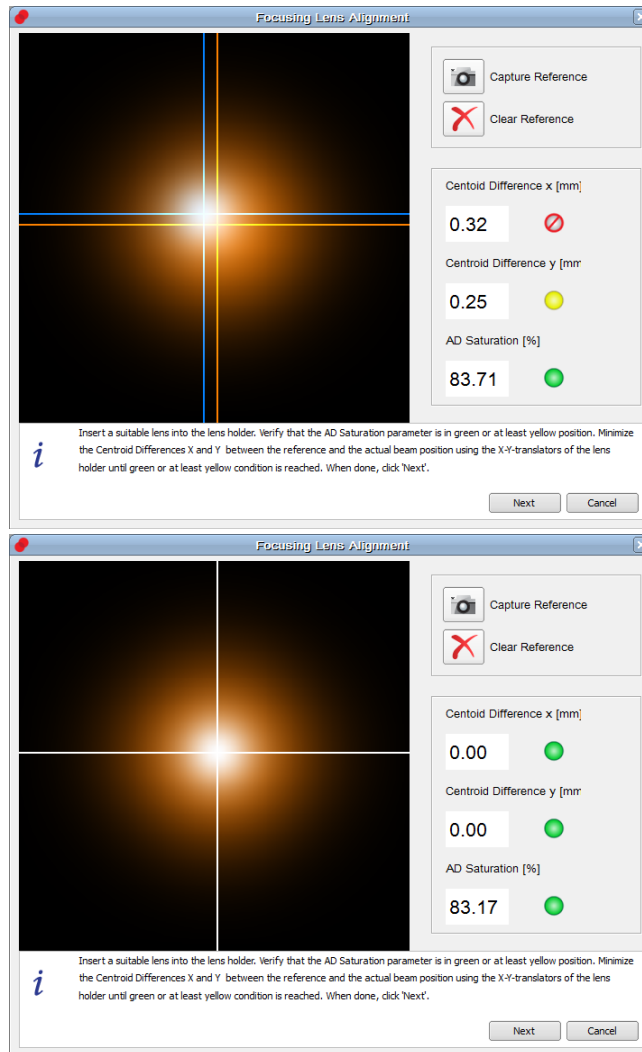 Focusing Lens Alignment
Capture Reference
Clear Reference
Centoid Difference x [mm]
0.32
Centroid Difference y [mm
0.25
AD Saturation [%]
83.71
Insert a suitable lens into the lens holder. Verify that the AD Saturation parameter is in green or at least yellow position. Minimize
the Centroid Differences X and Y between the reference and the actual beam position using the X-Y-translators of the lens
holder until green or at least yellow condition is reached. When done, click 'Next'.
i
Next
Cancel
Focusing Lens Alignment
Capture Reference
Clear Reference
Centoid Difference x [mm]
0.00
Centroid Difference y [mm
0.00
AD Saturation [%]
83.17
Insert a suitable lens into the lens holder. Verify that the AD Saturation parameter is in green or at least yellow position. Minimize
the Centroid Differences X and Y between the reference and the actual beam position using the X-Y-translators of the lens
holder until green or at least yellow condition is reached. When done, click 'Next'.
i
Next
Cancel